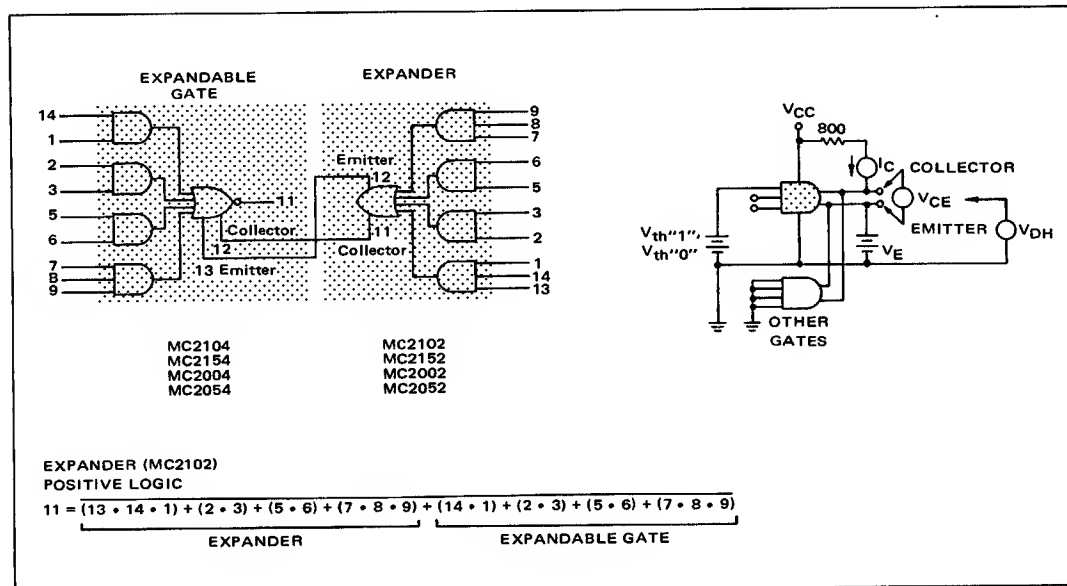 EXPANDABLE
GATE
EXPANDER
14
1
2
3
5
6
7
8
9
11
12
13 Emitter
Collector
Emitter
12
11
Collector
9
8
7
6
5
3
2
1
14
13
MC2104
MC2154
MC2004
MC2054
MC2102
MC2152
MC2002
MC2052
VCC
800
IC
COLLECTOR
VCE
EMITTER
VDH
Vth"1",
Vth"0"
VE
OTHER
GATES
EXPANDER (MC2102)
POSITIVE LOGIC
11 = (13 • 14 • 1) + (2 • 3) + (5 • 6) + (7 • 8 • 9) + (14 • 1) + (2 • 3) + (5 • 6) + (7 • 8 • 9)
EXPANDER
EXPANDABLE GATE